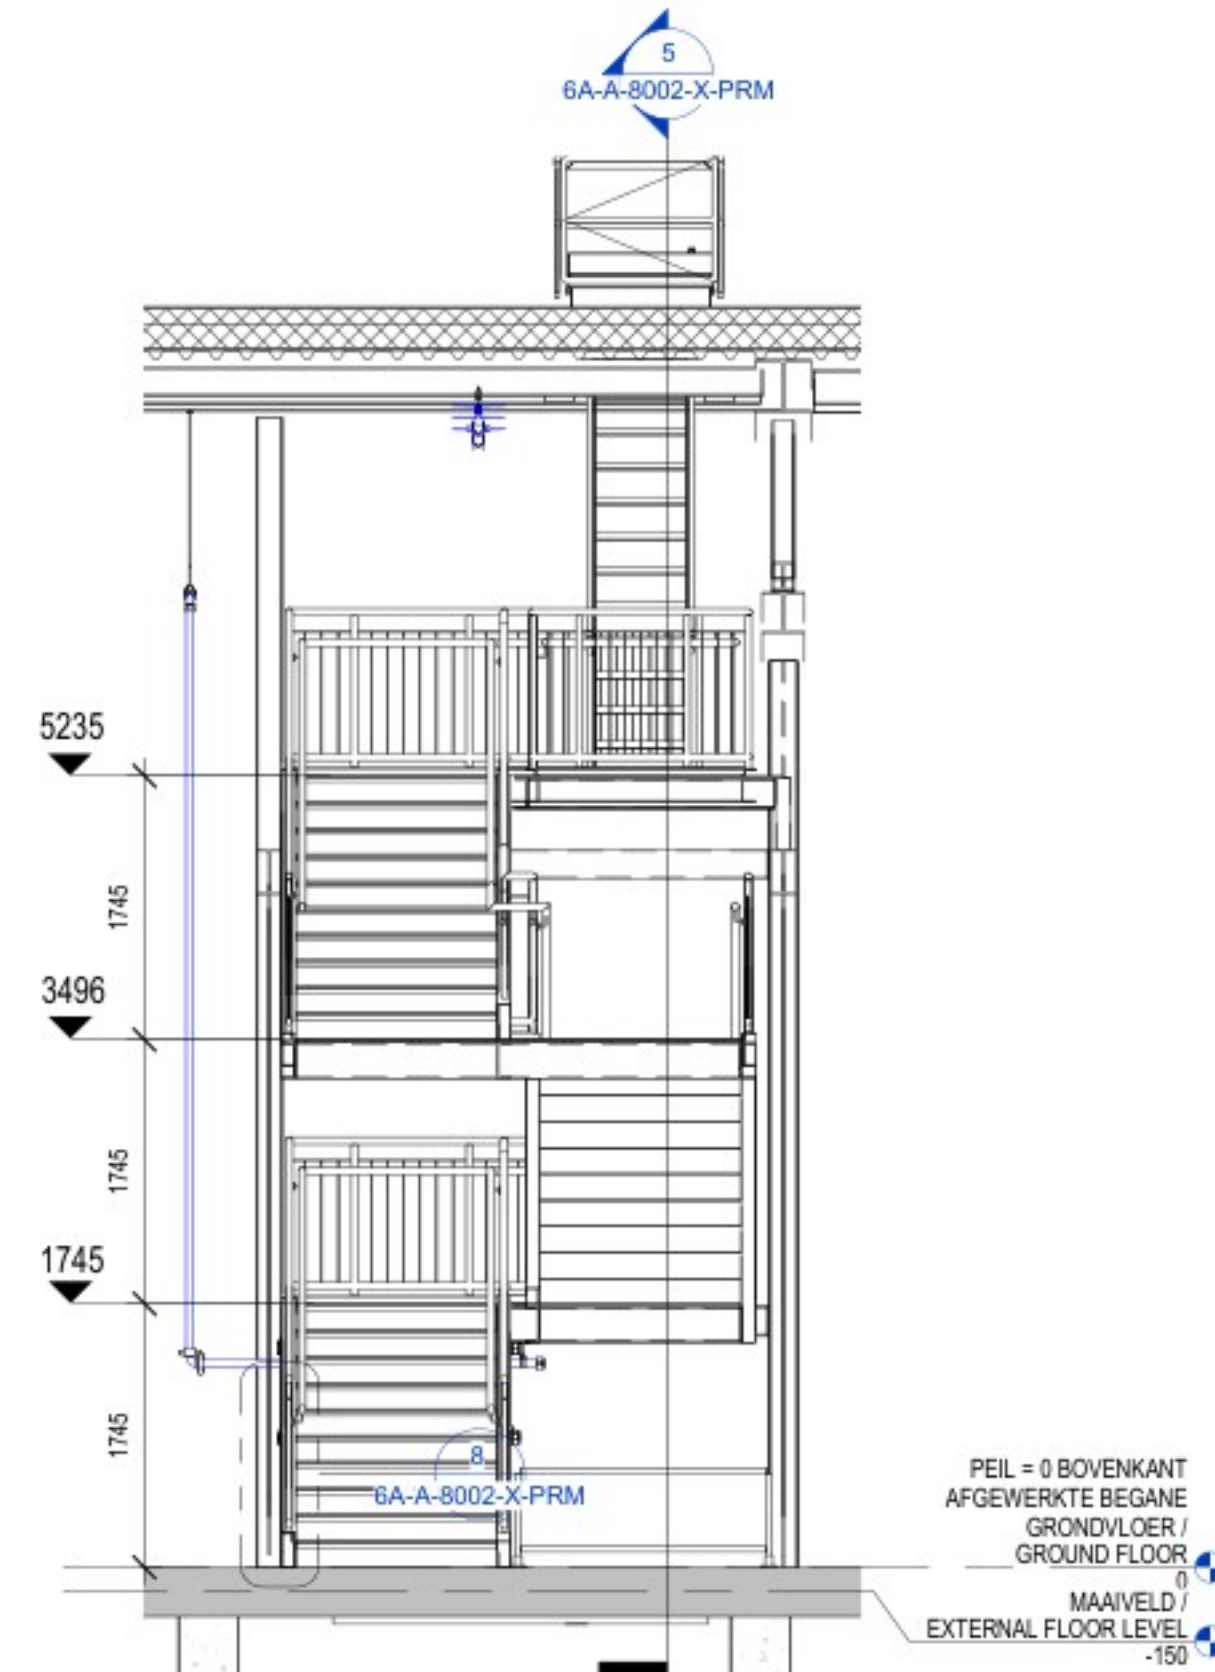 5
6A-A-8002-X-PRM
5235
1745
3496
1745
1745
1745
8
6A-A-8002-X-PRM
PEIL = 0 BOVENKANT
AFGEWERKTE BEGANE
GRONDVLOER /
GROUND FLOOR
0
MAAIVELD /
EXTERNAL FLOOR LEVEL
-150